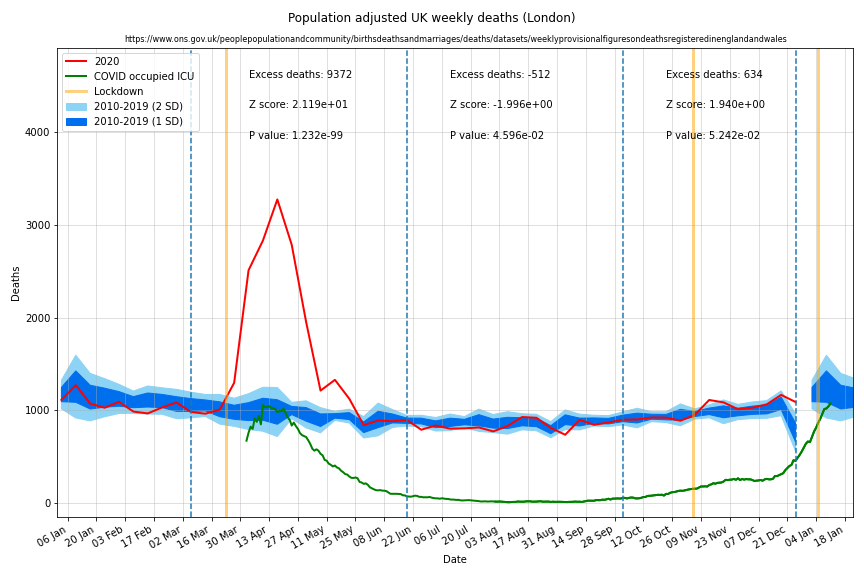 Population adjusted UK weekly deaths (London)
https://www.ons.gov.uk/peoplepopulationandcommunity/birthsdeathsandmarriages/deaths/datasets/weeklyprovisionalfiguresondeathsregisteredinenglandandwales
2020
COVID occupied ICU
Lockdown
2010-2019 (2 SD)
2010-2019 (1 SD)
Excess deaths: 9372
Z score: 2.119e+01
P value: 1.232e-99
Excess deaths: -512
Z score: -1.996e+00
P value: 4.596e-02
Excess deaths: 634
Z score: 1.940e+00
P value: 5.242e-02
Deaths
4000
3000
2000
1000
0
06 Jan
20 Jan
03 Feb
17 Feb
02 Mar
16 Mar
30 Mar
13 Apr
27 Apr
11 May
25 May
08 Jun
22 Jun
06 Jul
20 Jul
03 Aug
17 Aug
31 Aug
14 Sep
28 Sep
12 Oct
26 Oct
09 Nov
23 Nov
07 Dec
21 Dec
04 Jan
18 Jan
Date